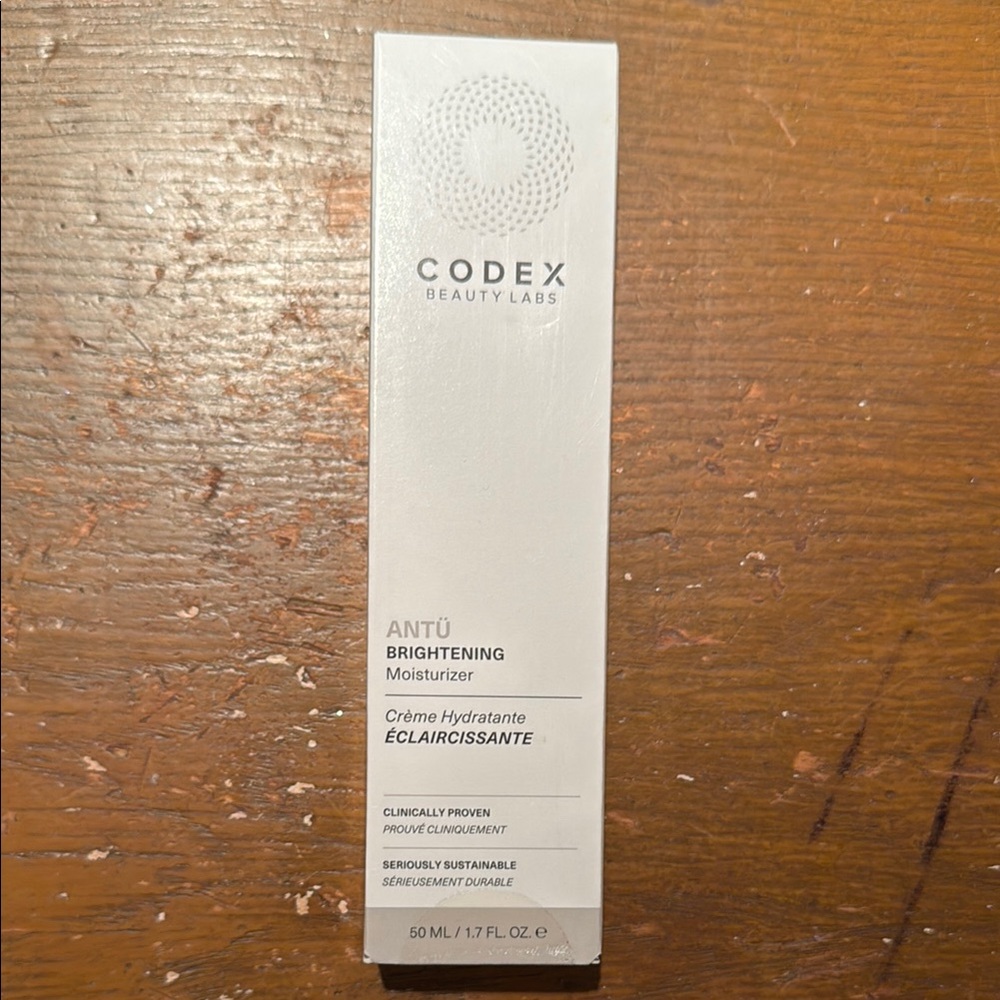 CODEX
BEAUTY LABS
ANTÜ
BRIGHTENING
Moisturizer
Crème Hydratante
ÉCLAIRCISSANTE
CLINICALLY PROVEN
PROUVÉ CLINIQUEMENT
SERIOUSLY SUSTAINABLE
SÉRIEUSEMENT DURABLE
50 ML / 1.7 FL. OZ. ℮